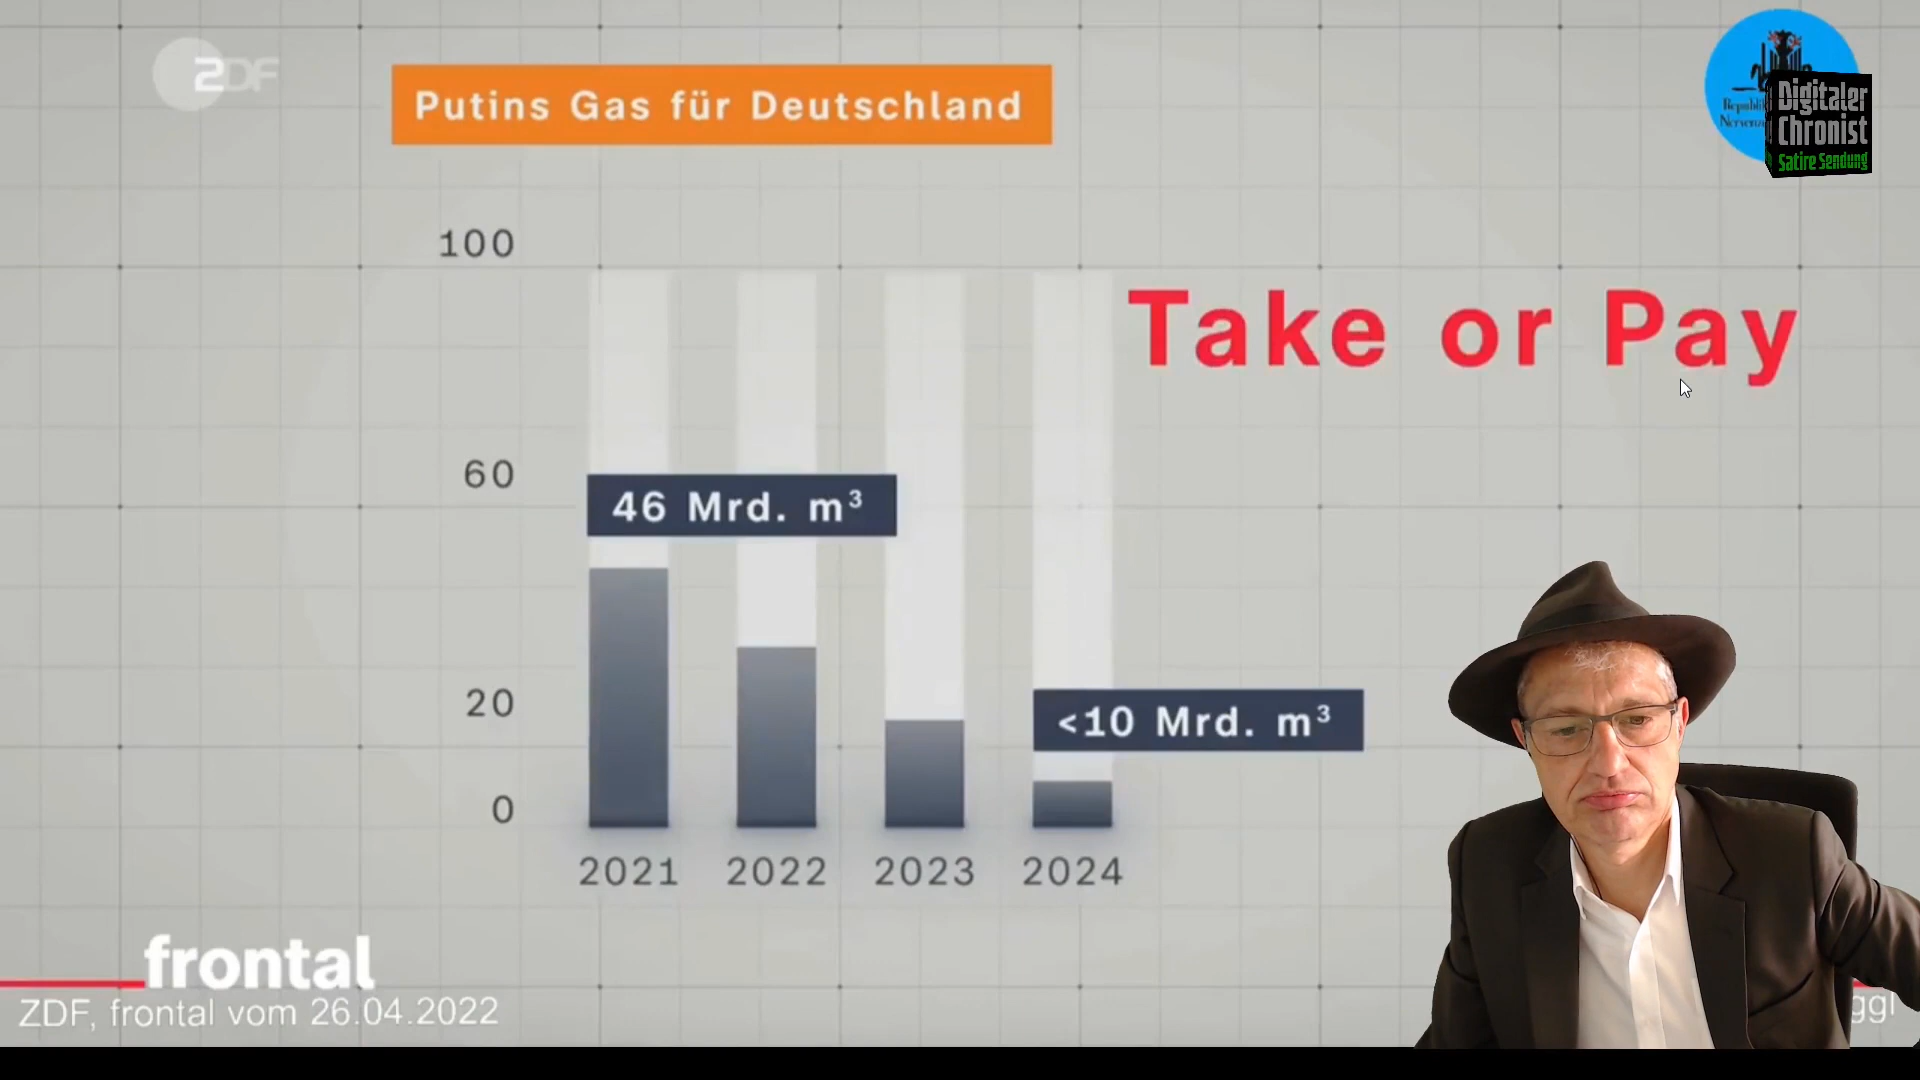 ZDF
Putins Gas für Deutschland
Digitaler
Chronist
Satire Sendung
100
Take or Pay
60
46 Mrd. m³
20
<10 Mrd. m³
0
2021 2022 2023 2024
frontal
ZDF, frontal vom 26.04.2022